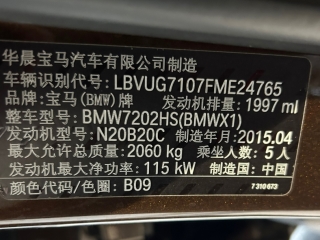 华晨宝马汽车有限公司制造
车辆识别代号: LBVUG7107FME24765
品牌: 宝马(BMW)牌 发动机排量: 1997 ml
整车型号: BMW7202HS(BMWX1)
发动机型号: N20B20C 制造年月: 2015.04
最大允许总质量: 2060 kg 乘坐人数: 5人
发动机最大净功率: 115 kW 制造国: 中国
颜色代码/色圈: B09 7 310 673